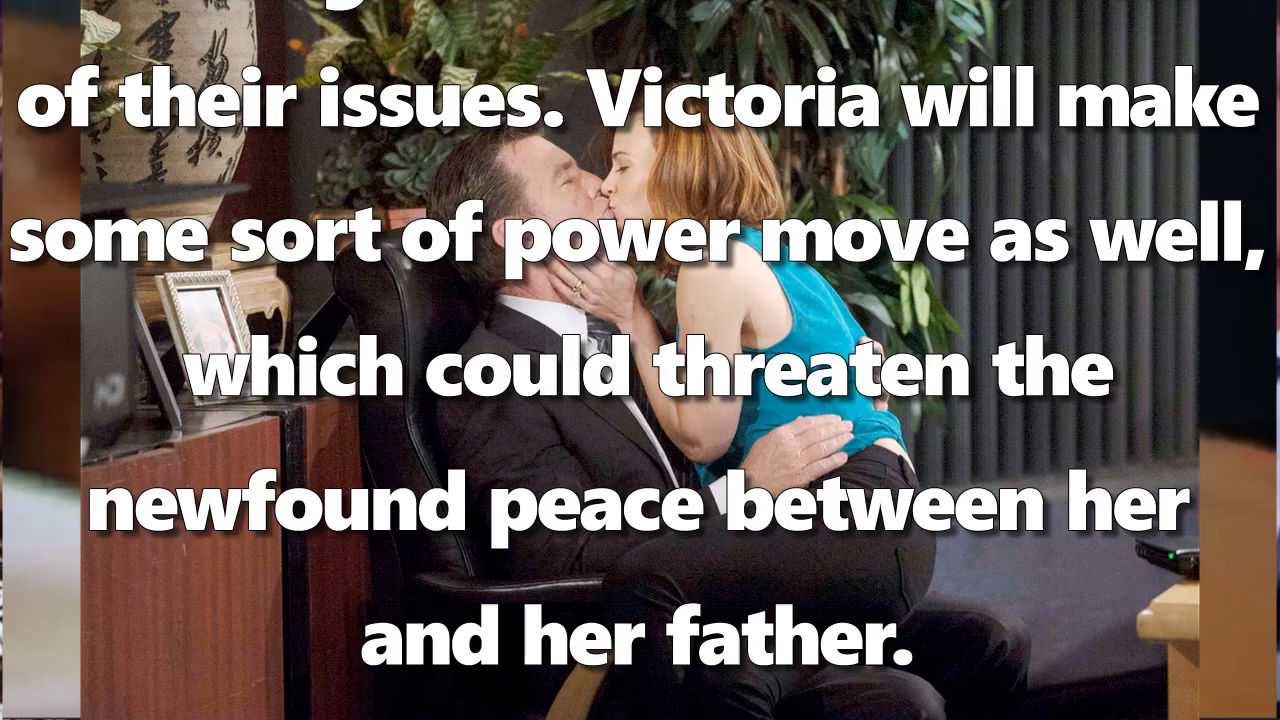 of their issues. Victoria will make
some sort of power move as well,
which could threaten the
newfound peace between her
and her father.